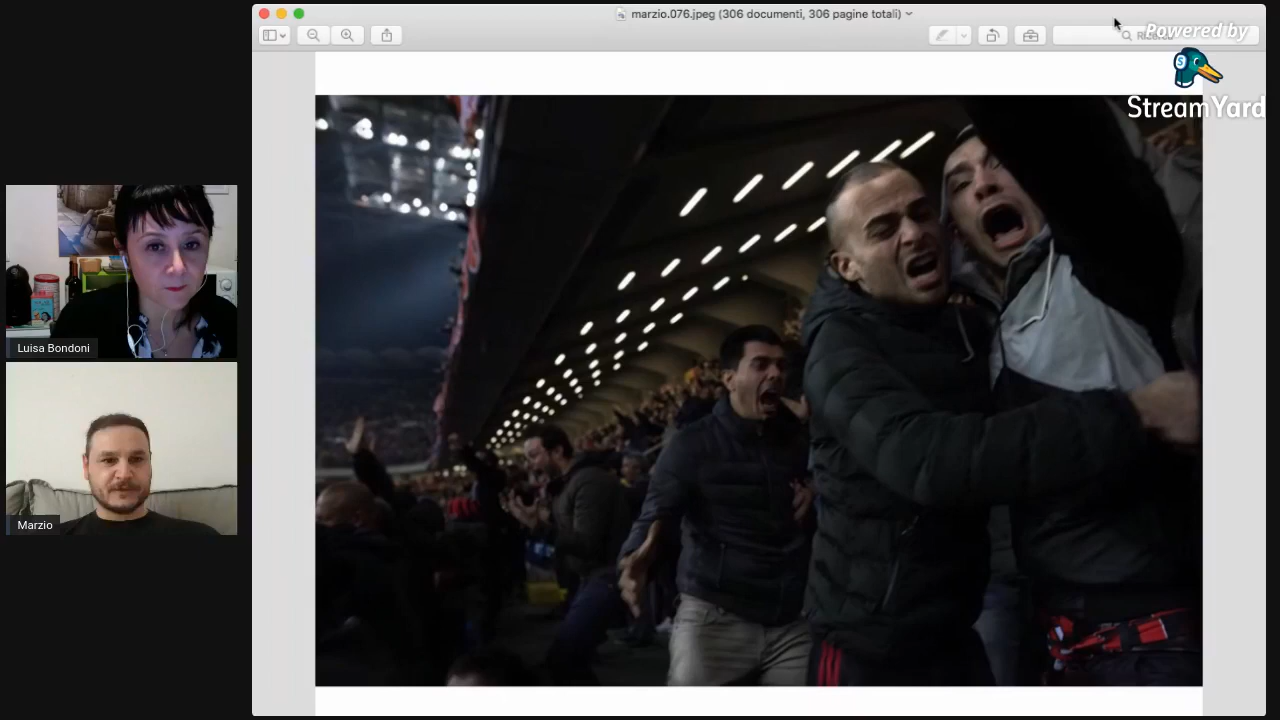 marzio.076.jpeg (306 documenti, 306 pagine totali)
Powered by
StreamYard
Luisa Bondoni
Marzio